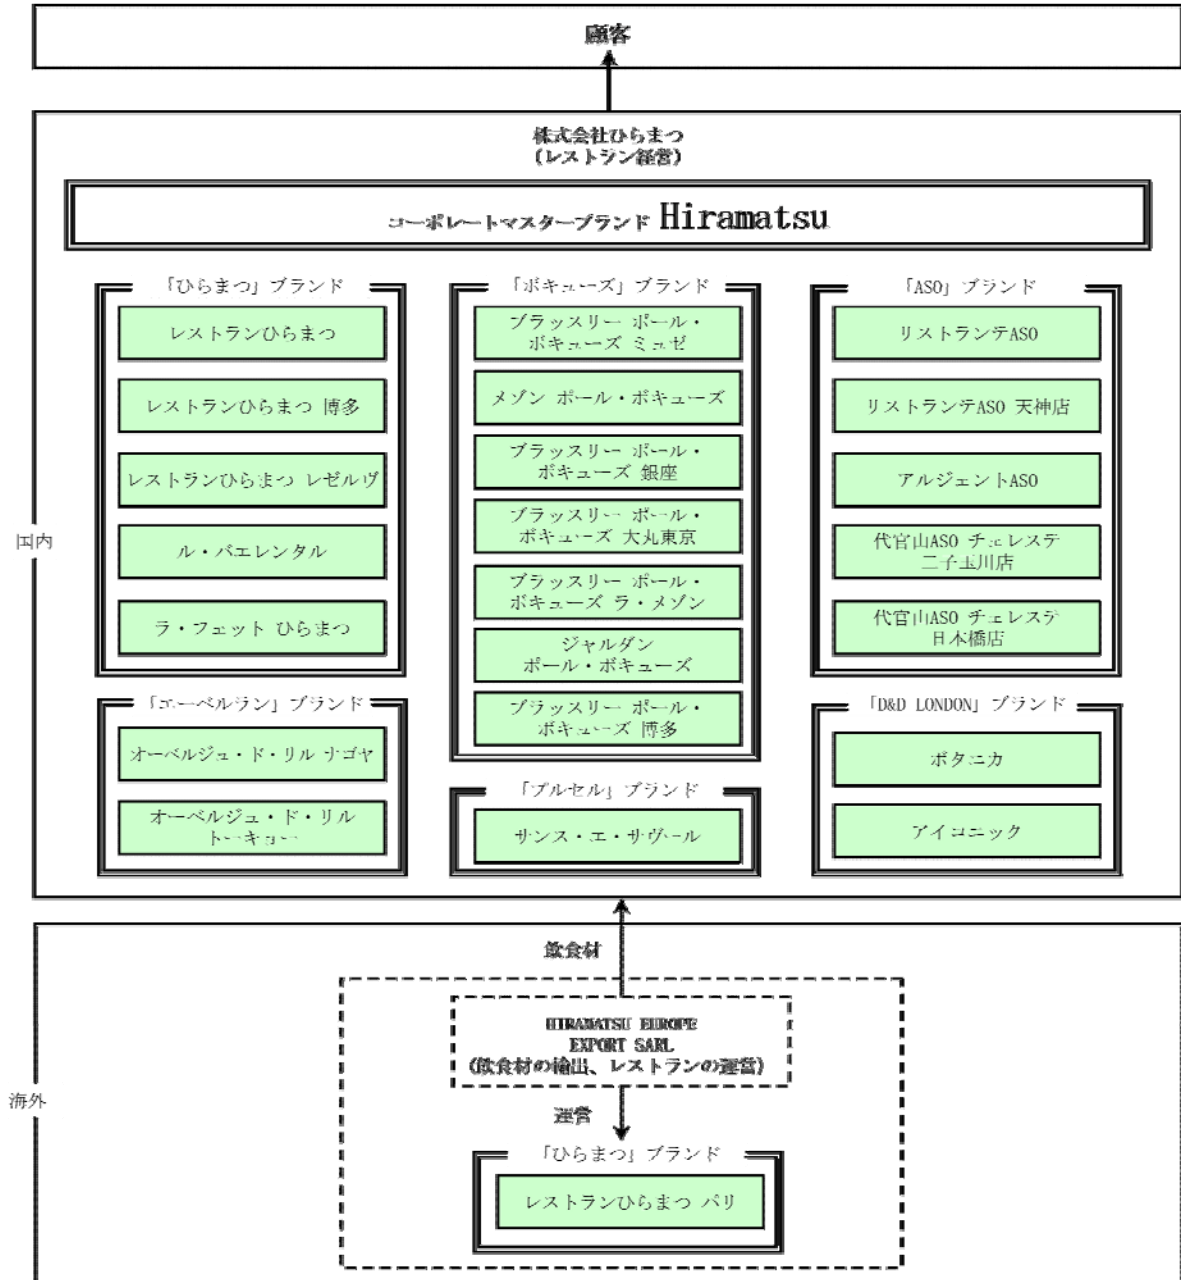 顧客
株式会社ひらまつ
(レストラン経営)
コーポレートマスターブランド Hiramatsu
「ひらまつ」ブランド
レストランひらまつ
レストランひらまつ 博多
レストランひらまつ レゼルヴ
ル・バエレンタル
ラ・フェット ひらまつ
「エーベルラン」ブランド
オーベルジュ・ド・リル ナゴヤ
オーベルジュ・ド・リル
トーキョー
「ボキューズ」ブランド
ブラッスリー ポール・
ボキューズ ミュゼ
メゾン ポール・ボキューズ
ブラッスリー ポール・
ボキューズ 銀座
ブラッスリー ポール・
ボキューズ 大丸東京
ブラッスリー ポール・
ボキューズ ラ・メゾン
ジャルダン
ポール・ボキューズ
ブラッスリー ポール・
ボキューズ 博多
「プルセル」ブランド
サンス・エ・サヴール
「ASO」ブランド
リストランテASO
リストランテASO 天神店
アルジェントASO
代官山ASO チェレステ
二子玉川店
代官山ASO チェレステ
日本橋店
「D&D LONDON」ブランド
ボタニカ
アイコニック
国内
飲食材
HIRAMATSU EUROPE
EXPORT SARL
(飲食材の輸出、レストランの運営)
運営
「ひらまつ」ブランド
レストランひらまつ パリ
海外